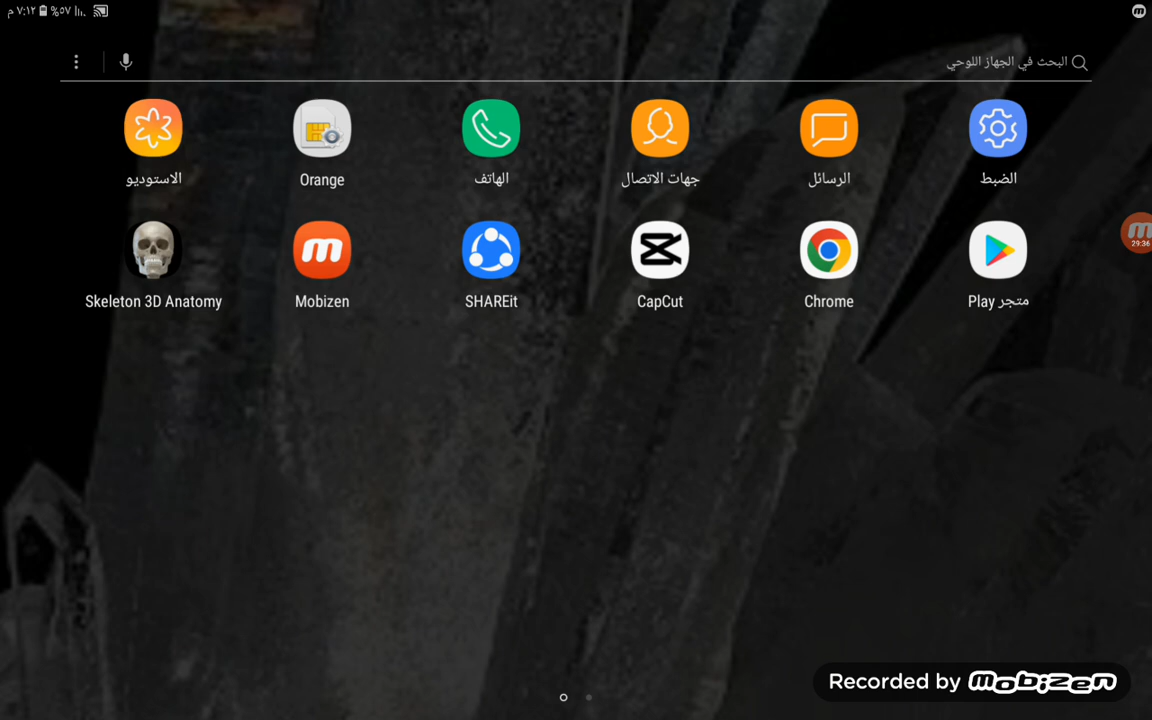 م ٧:١٢ %٥٧
البحث في الجهاز اللوحي
الضبط
الرسائل
جهات الاتصال
الهاتف
Orange
الاستوديو
متجر Play
Chrome
CapCut
SHAREit
Mobizen
Skeleton 3D Anatomy
29:36
Recorded by mobizen